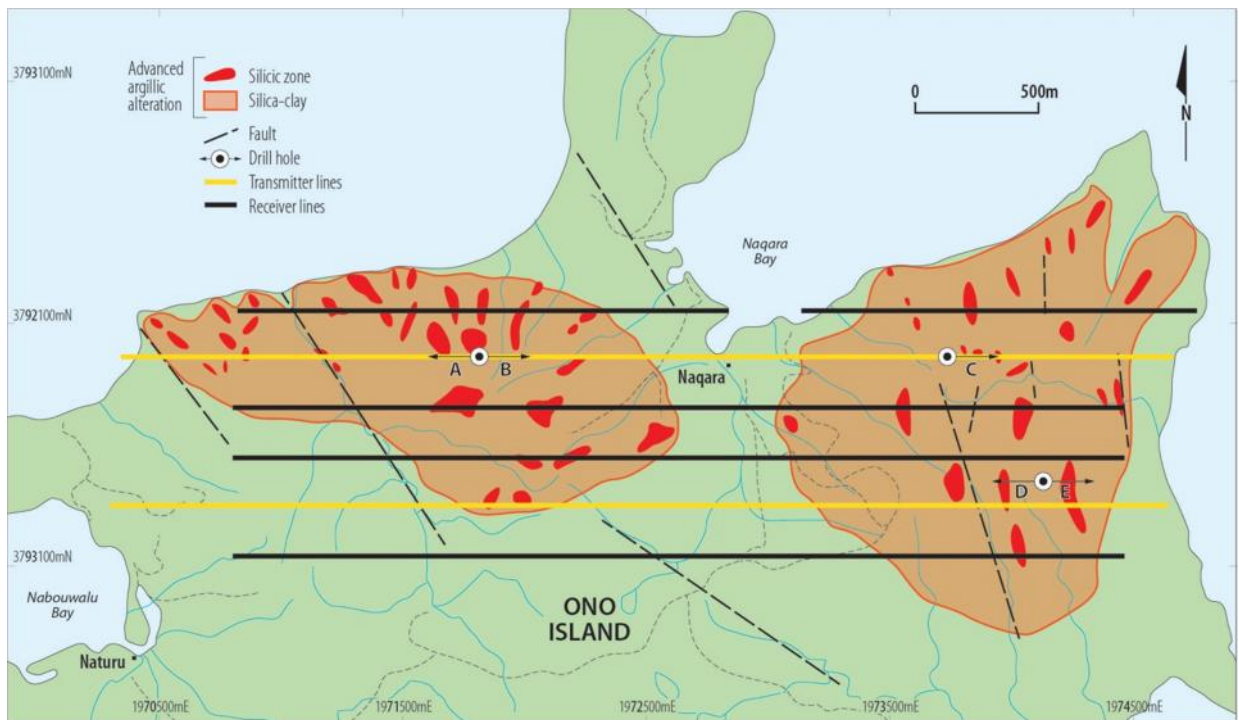 3793100mN
Advanced
argillic
alteration
Silicic zone
Silica-clay
Fault
Drill hole
Transmitter lines
Receiver lines
0 500m
N
Naqara
Bay
3792100mN
A B
Naqara
C
D E
3793100mN
Nabouwalu
Bay
ONO
ISLAND
Naturu
1970500mE 1971500mE 1972500mE 1973500mE 1974500mE